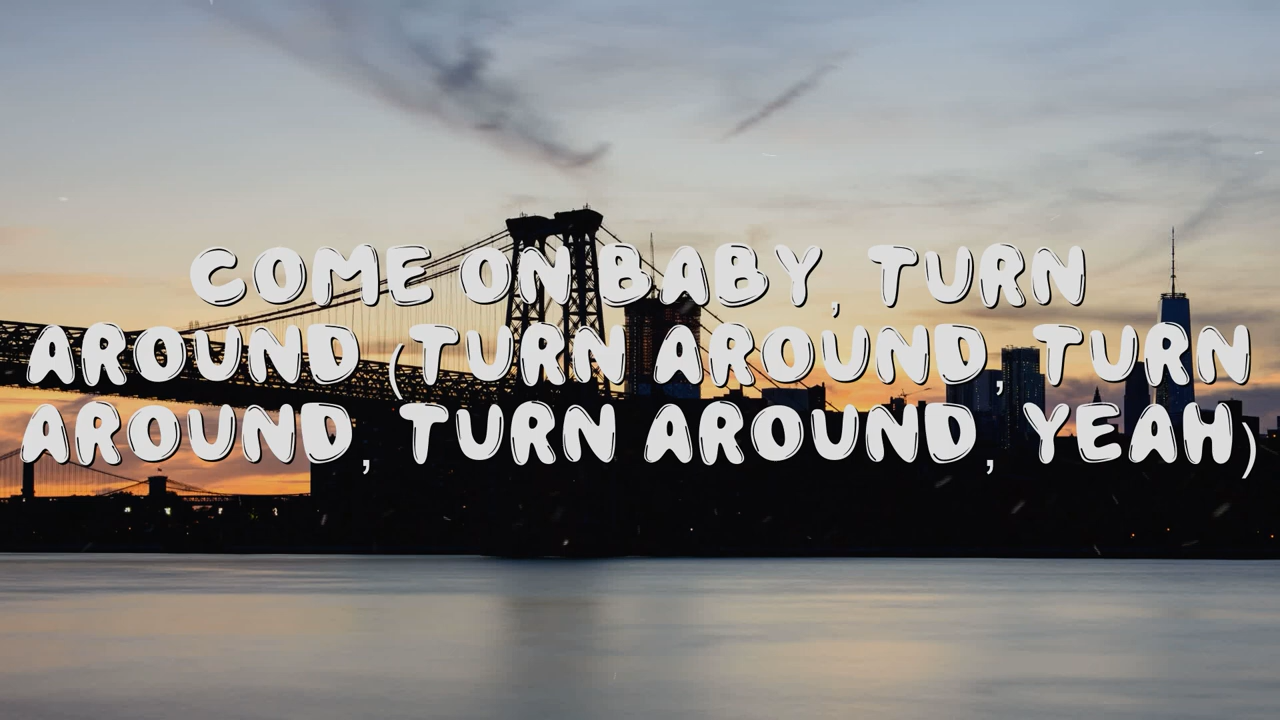 COME ON BABY, TURN
AROUND (TURN AROUND, TURN
AROUND, TURN AROUND, YEAH)